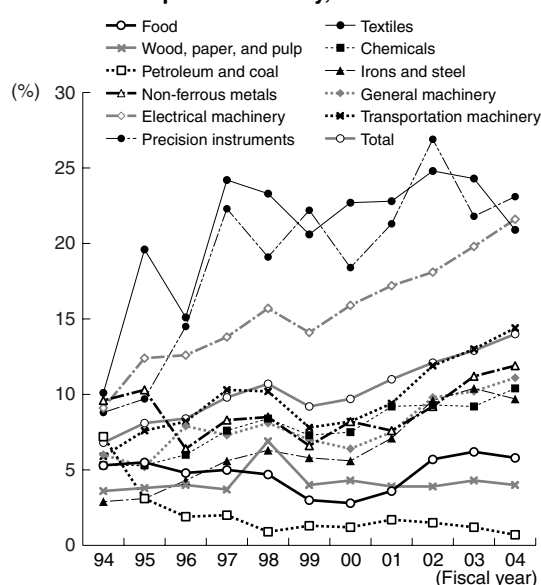 Food Textiles
Wood, paper, and pulp Chemicals
Petroleum and coal Irons and steel
Non-ferrous metals General machinery
Electrical machinery Transportation machinery
Precision instruments Total
(%)
30
25
20
15
10
5
0
94 95 96 97 98 99 00 01 02 03 04
(Fiscal year)